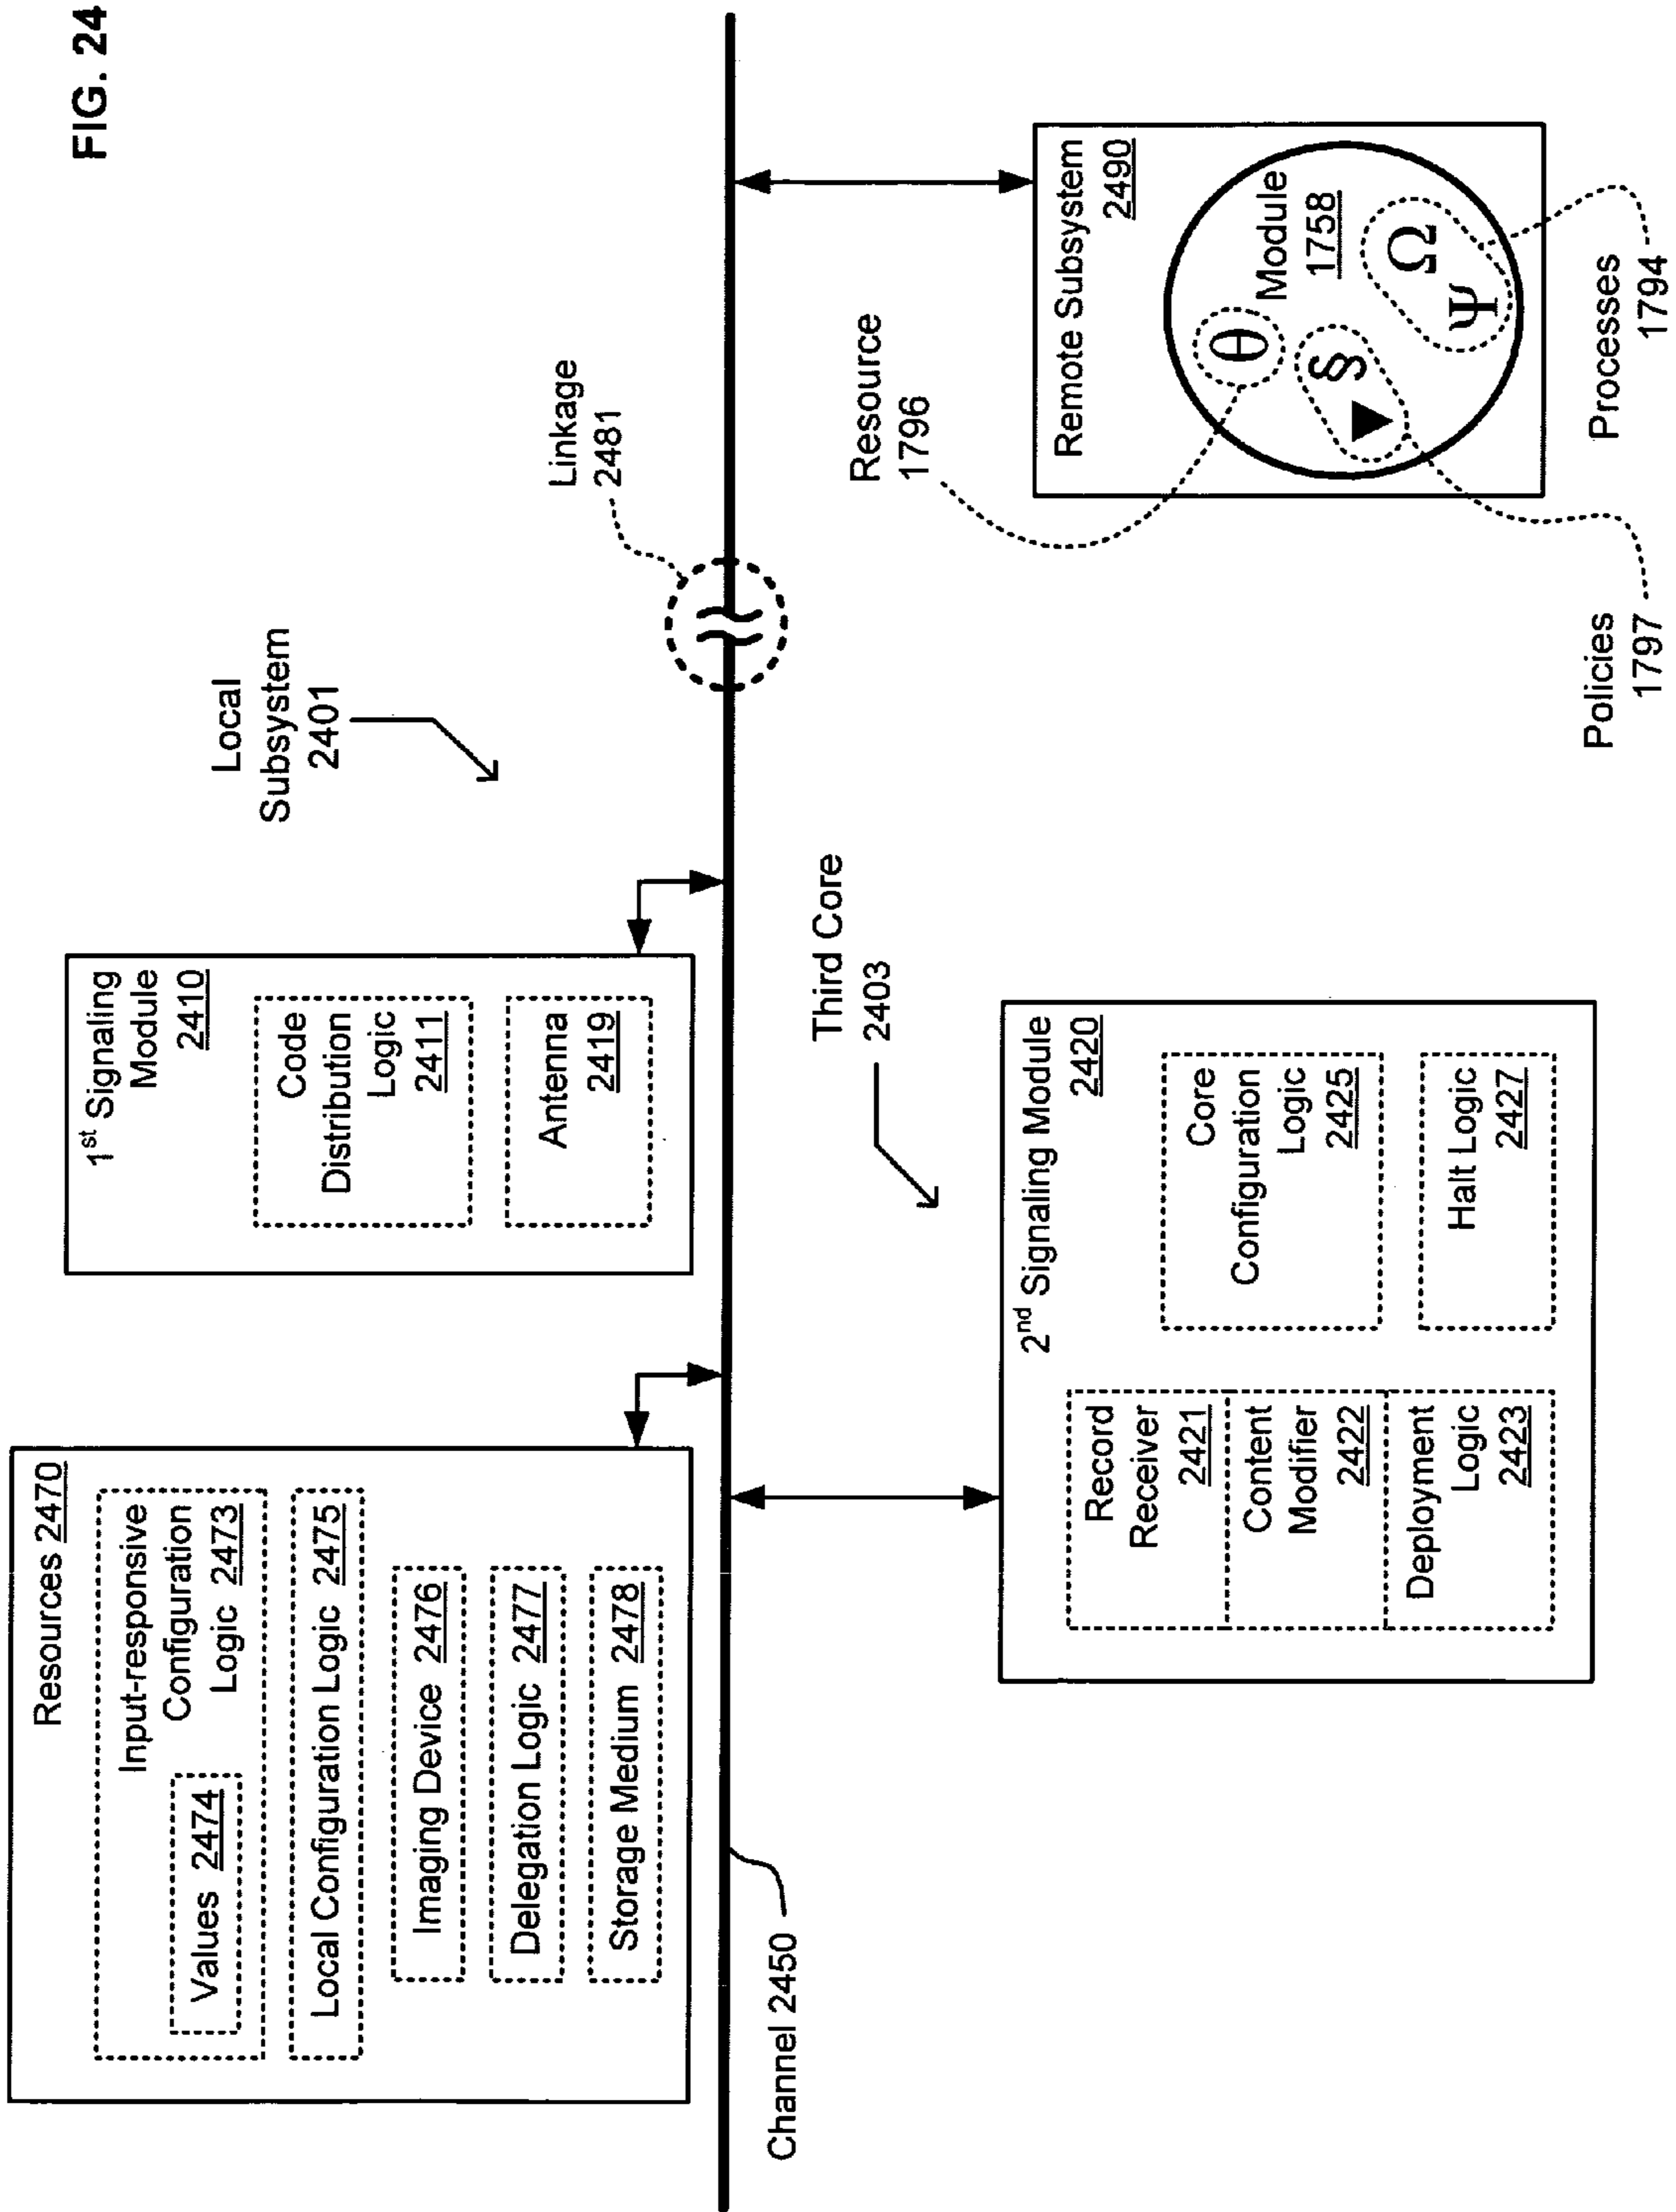 FIG. 24
Resources 2470
Input-responsive
Configuration
Logic 2473
Values 2474
Local Configuration Logic 2475
Imaging Device 2476
Delegation Logic 2477
Storage Medium 2478
1st Signaling
Module
2410
Code
Distribution
Logic
2411
Antenna
2419
Local
Subsystem
2401
Linkage
2481
Channel 2450
Third Core
2403
2nd Signaling Module
2420
Record
Receiver
2421
Content
Modifier
2422
Deployment
Logic
2423
Core
Configuration
Logic
2425
Halt Logic
2427
Resource
1796
Remote Subsystem
2490
Module
1758
θ
▲ §
Ψ Ω
Policies
1797
Processes
1794